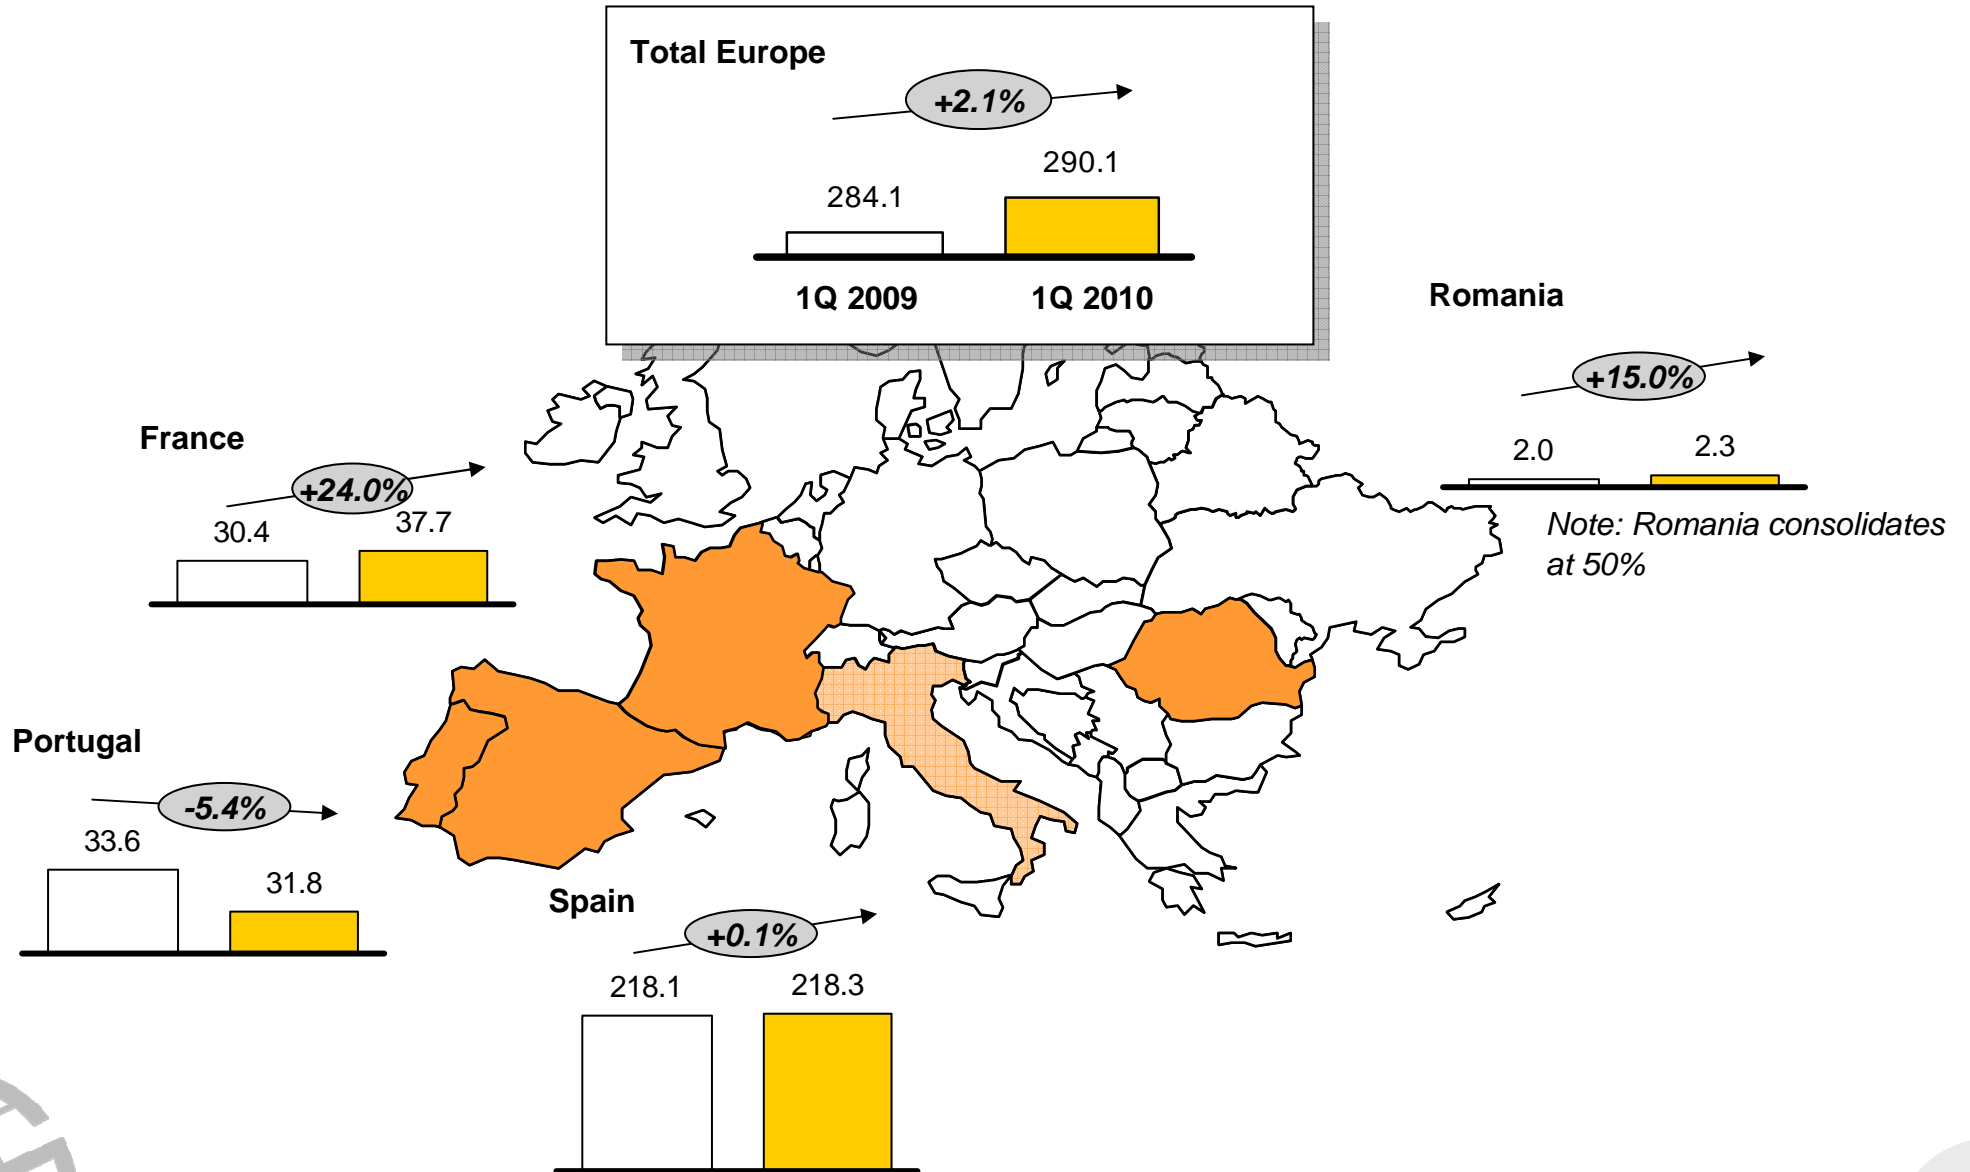 Total Europe
+2.1%
284.1
290.1
1Q 2009
1Q 2010
Romania
+15.0%
2.0
2.3
Note: Romania consolidates
at 50%
France
+24.0%
30.4
37.7
Portugal
-5.4%
33.6
31.8
Spain
+0.1%
218.1
218.3